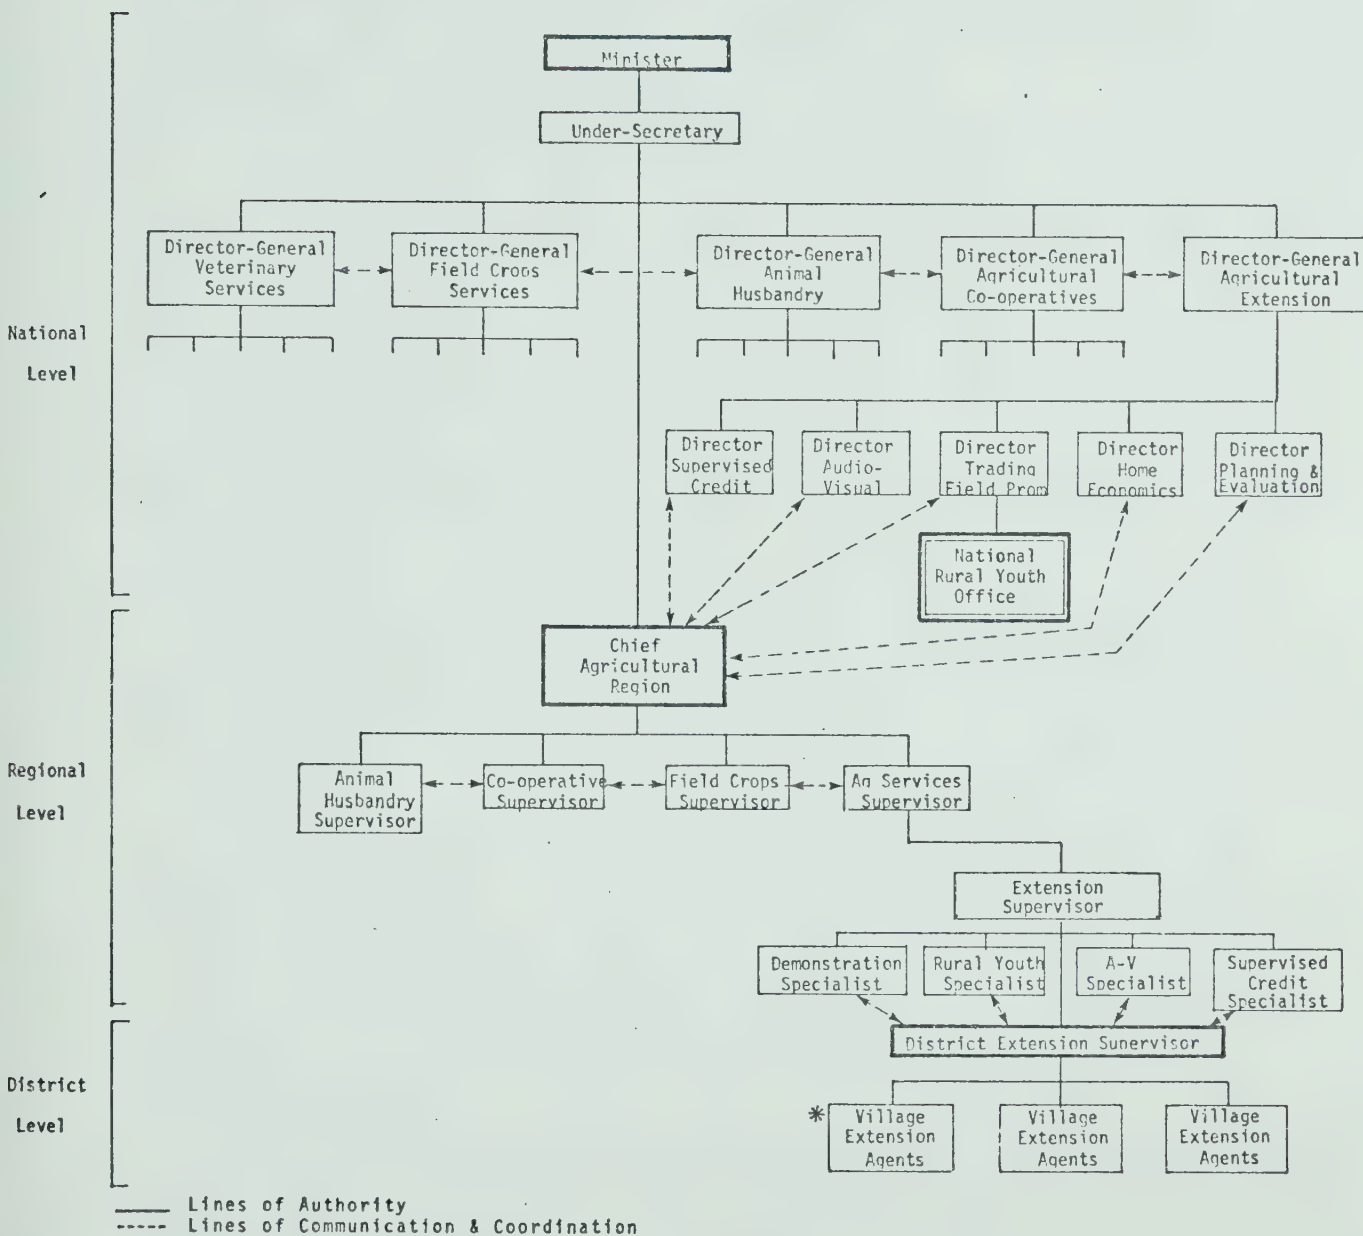 Minister
Under-Secretary
Director-General
Veterinary
Services
Director-General
Field Crops
Services
Director-General
Animal
Husbandry
Director-General
Agricultural
Co-operatives
Director-General
Agricultural
Extension
National
Level
Director
Supervised
Credit
Director
Audio-
Visual
Director
Trading
Field Prom
Director
Home
Economics
Director
Planning &
Evaluation
National
Rural Youth
Office
Chief
Agricultural
Region
Regional
Level
Animal
Husbandry
Supervisor
Co-operative
Supervisor
Field Crops
Supervisor
Ag Services
Supervisor
Extension
Supervisor
Demonstration
Specialist
Rural Youth
Specialist
A-V
Specialist
Supervised
Credit
Specialist
District Extension Supervisor
District
Level
* Village
Extension
Agents
Village
Extension
Agents
Village
Extension
Agents
Lines of Authority
Lines of Communication & Coordination